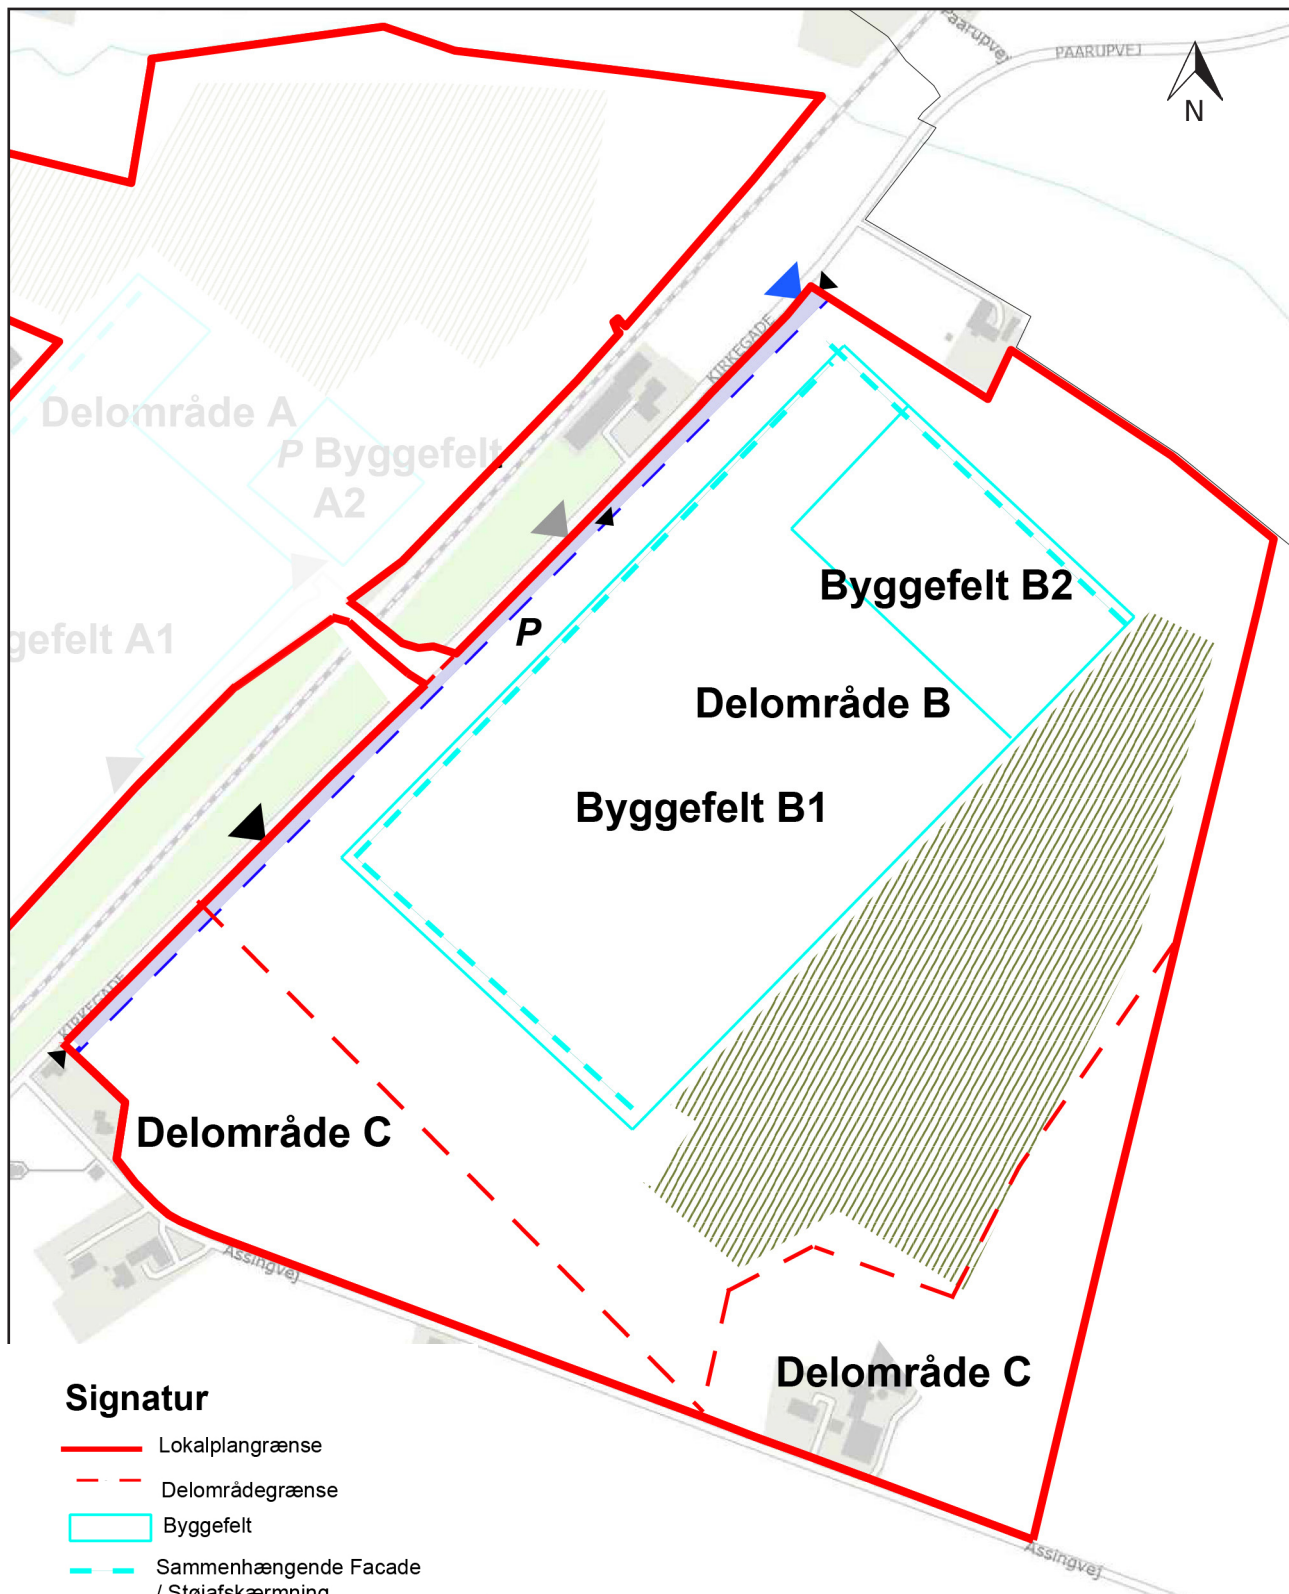 Paarupvej
PAARUPVEJ
N
KIRKEGADE
Delområde A
P Byggefelt
A2
Byggefelt B2
P
gefelt A1
Delområde B
Byggefelt B1
KIRKEGADE
Delområde C
Assingvej
Delområde C
Signatur
Lokalplangrænse
Delområdegrænse
Byggefelt
Sammenhængende Facade
/ Støjafskærmning
Assingvej